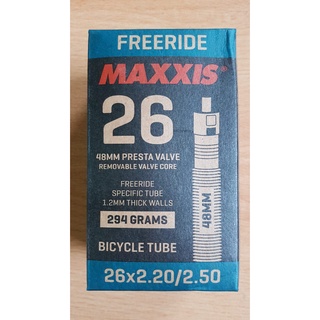 FREERIDE
MAXXIS
26
48MM PRESTA VALVE
REMOVABLE VALVE CORE
FREERIDE
SPECIFIC TUBE
1.2MM THICK WALLS
294 GRAMS
48MM
BICYCLE TUBE
26x2.20/2.50